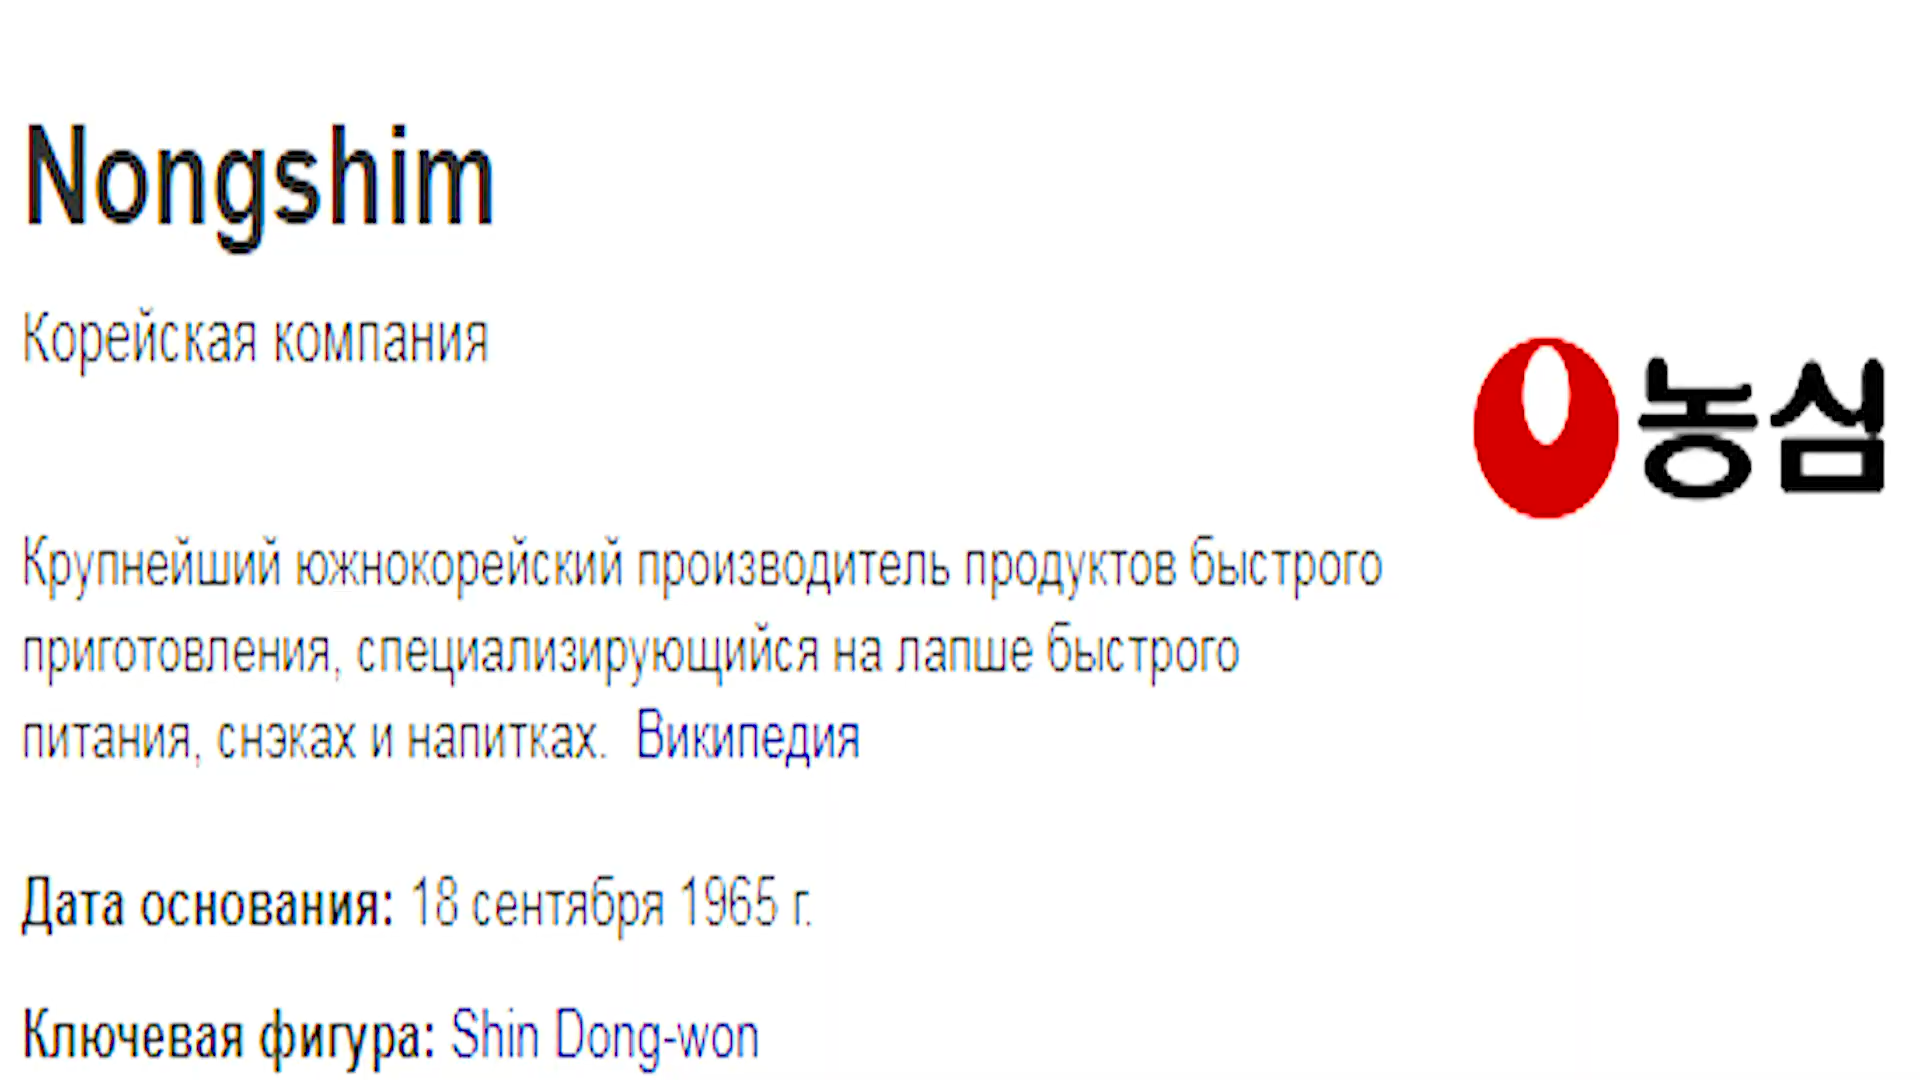 Nongshim
Корейская компания
농심
Крупнейший южнокорейский производитель продуктов быстрого
приготовления, специализирующийся на лапше быстрого
питания, снэках и напитках. Википедия
Дата основания: 18 сентября 1965 г.
Ключевая фигура: Shin Dong-won